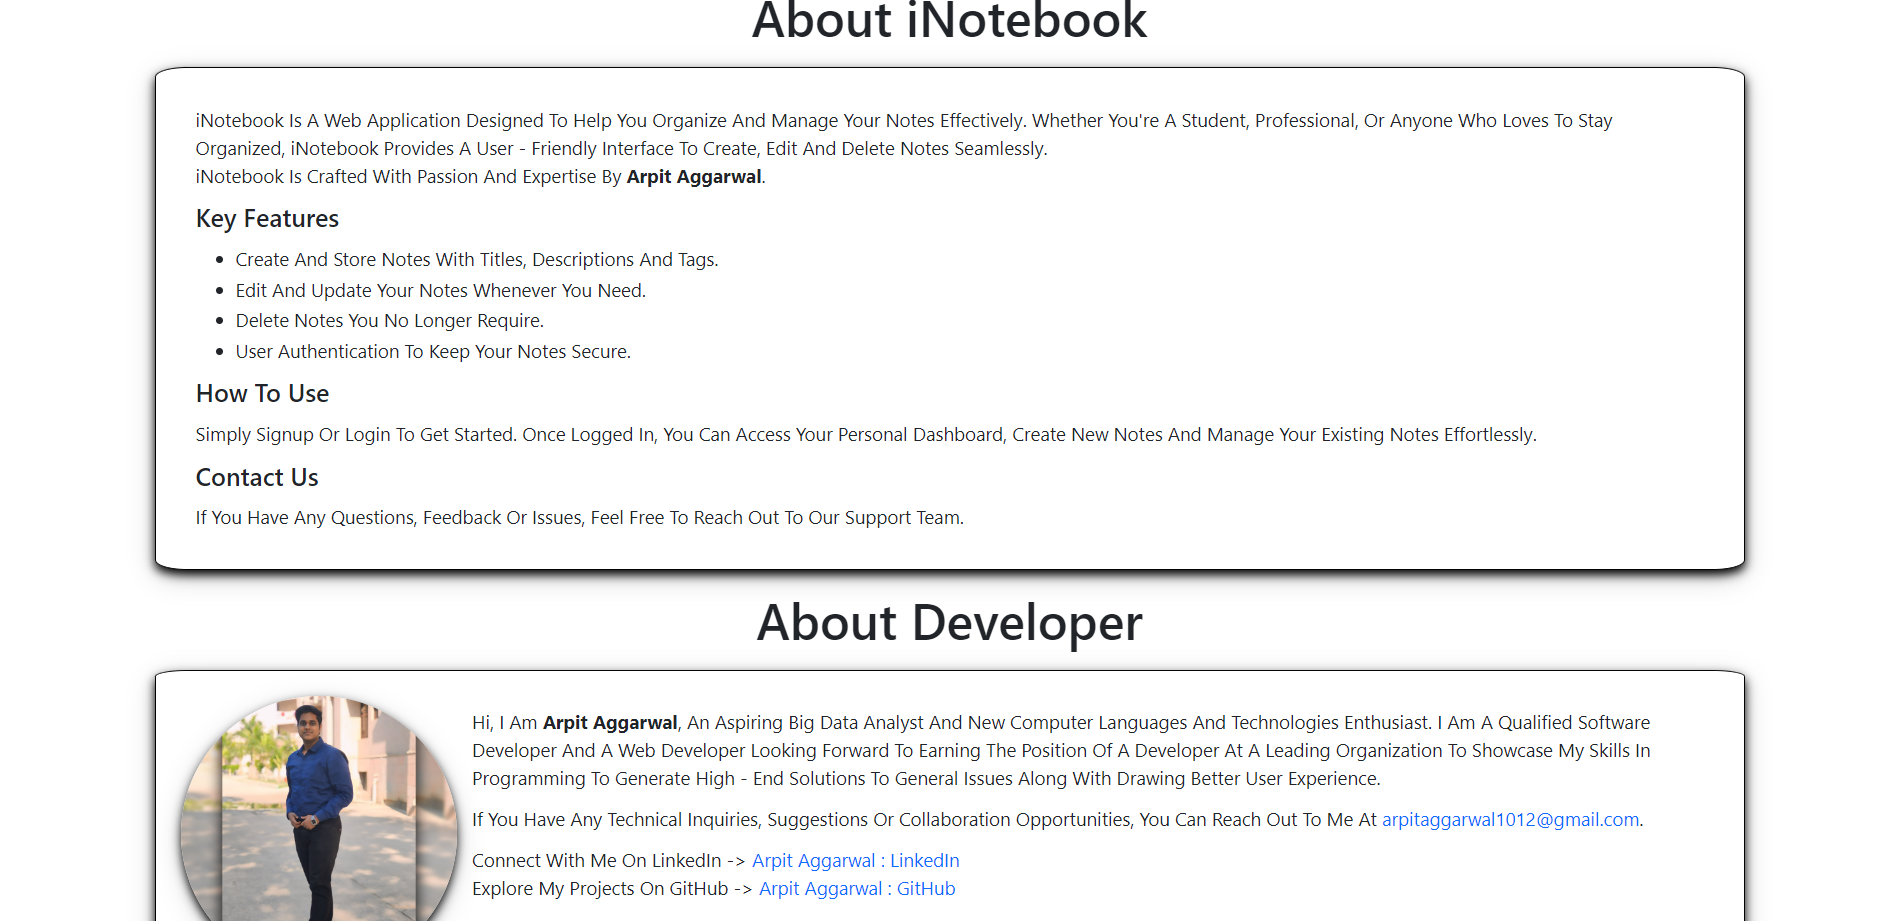 About iNotebook
iNotebook Is A Web Application Designed To Help You Organize And Manage Your Notes Effectively. Whether You're A Student, Professional, Or Anyone Who Loves To Stay
Organized, iNotebook Provides A User - Friendly Interface To Create, Edit And Delete Notes Seamlessly.
iNotebook Is Crafted With Passion And Expertise By Arpit Aggarwal.
Key Features
• Create And Store Notes With Titles, Descriptions And Tags.
• Edit And Update Your Notes Whenever You Need.
• Delete Notes You No Longer Require.
• User Authentication To Keep Your Notes Secure.
How To Use
Simply Signup Or Login To Get Started. Once Logged In, You Can Access Your Personal Dashboard, Create New Notes And Manage Your Existing Notes Effortlessly.
Contact Us
If You Have Any Questions, Feedback Or Issues, Feel Free To Reach Out To Our Support Team.
About Developer
Hi, I Am Arpit Aggarwal, An Aspiring Big Data Analyst And New Computer Languages And Technologies Enthusiast. I Am A Qualified Software
Developer And A Web Developer Looking Forward To Earning The Position Of A Developer At A Leading Organization To Showcase My Skills In
Programming To Generate High - End Solutions To General Issues Along With Drawing Better User Experience.
If You Have Any Technical Inquiries, Suggestions Or Collaboration Opportunities, You Can Reach Out To Me At arpitaggarwal1012@gmail.com.
Connect With Me On LinkedIn -> Arpit Aggarwal : LinkedIn
Explore My Projects On GitHub -> Arpit Aggarwal : GitHub